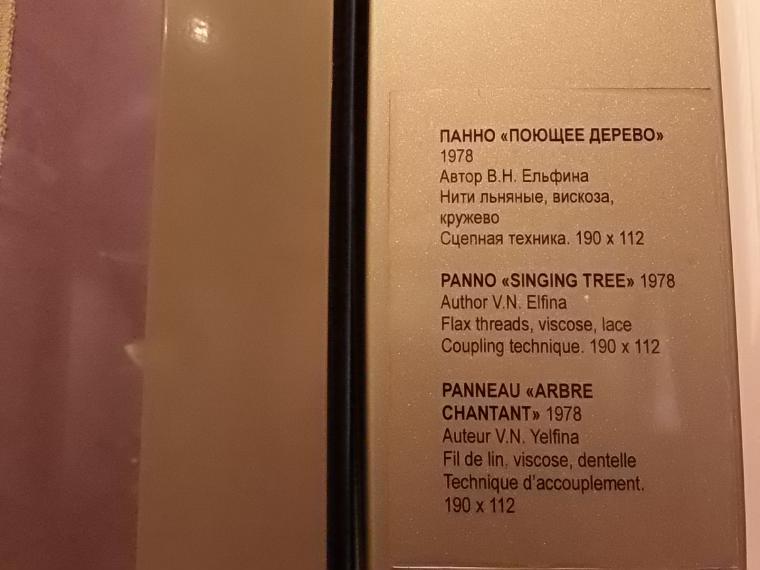 ПАННО «ПОЮЩЕЕ ДЕРЕВО»
1978
Автор В.Н. Ельфина
Нити льняные, вискоза,
кружево
Сцепная техника. 190 х 112
PANNO «SINGING TREE» 1978
Author V.N. Elfina
Flax threads, viscose, lace
Coupling technique. 190 x 112
PANNEAU «ARBRE
CHANTANT» 1978
Auteur V.N. Yelfina
Fil de lin, viscose, dentelle
Technique d'accouplement.
190 x 112